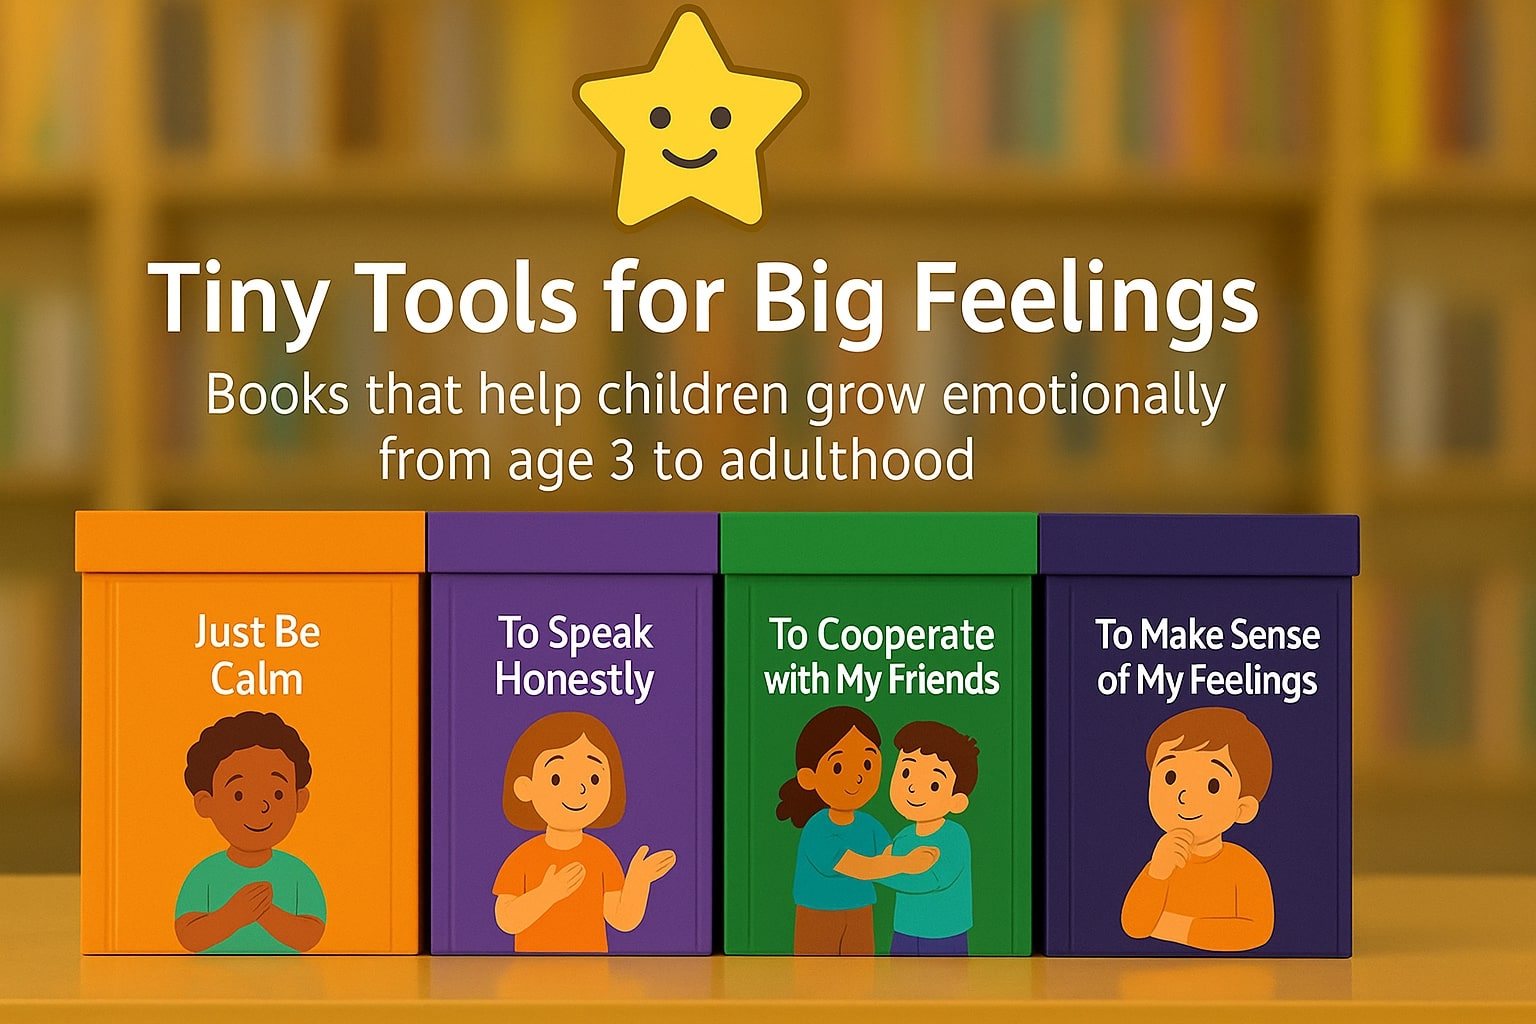 Tiny Tools for Big Feelings
Books that help children grow emotionally
from age 3 to adulthood
Just Be
Calm
To Speak
Honestly
To Cooperate
with My Friends
To Make Sense
of My Feelings